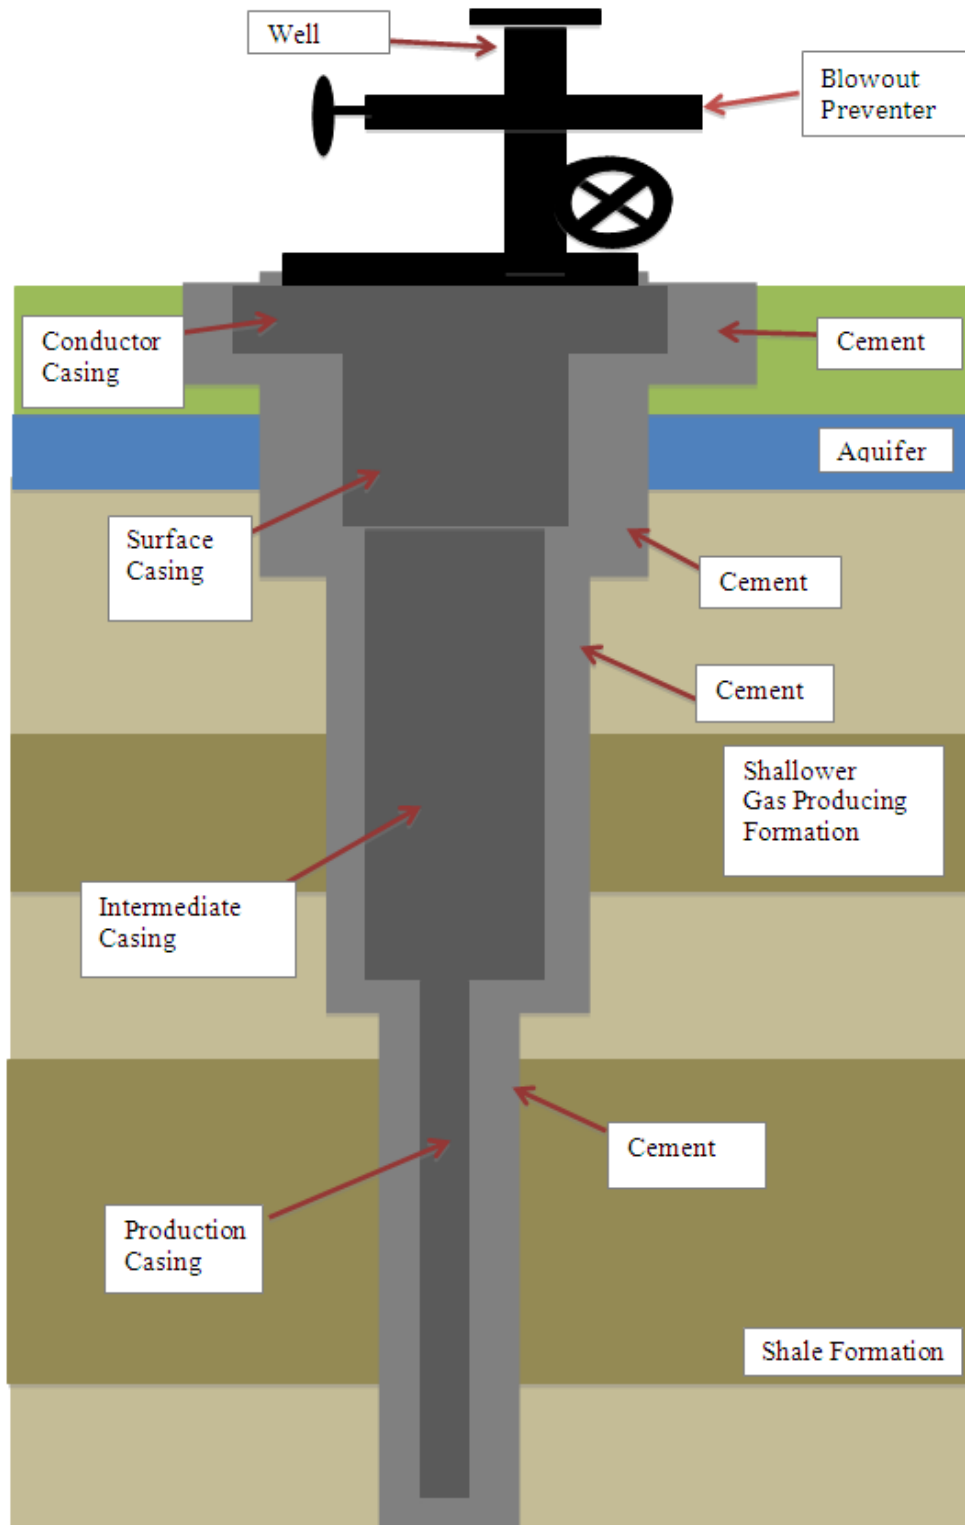 Well
Blowout
Preventer
Conductor
Casing
Cement
Aquifer
Surface
Casing
Cement
Cement
Shallower
Gas Producing
Formation
Intermediate
Casing
Cement
Production
Casing
Shale Formation